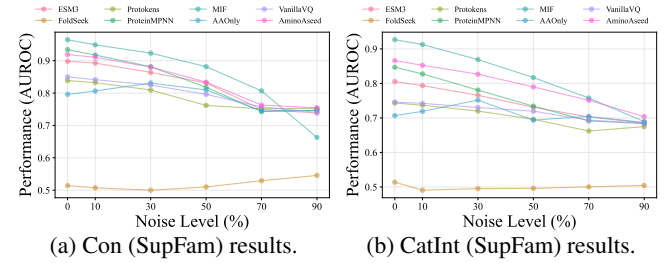 ESM3 Protokens MIF VanillaVQ
FoldSeek ProteinMPNN AAOnly AminoAseed
Performance (AUROC)
0.9
0.8
0.7
0.6
0.5
0 10 30 50 70 90
Noise Level (%)
(a) Con (SupFam) results.
ESM3 Protokens MIF VanillaVQ
FoldSeek ProteinMPNN AAOnly AminoAseed
Performance (AUROC)
0.9
0.8
0.7
0.6
0.5
0 10 30 50 70 90
Noise Level (%)
(b) CatInt (SupFam) results.